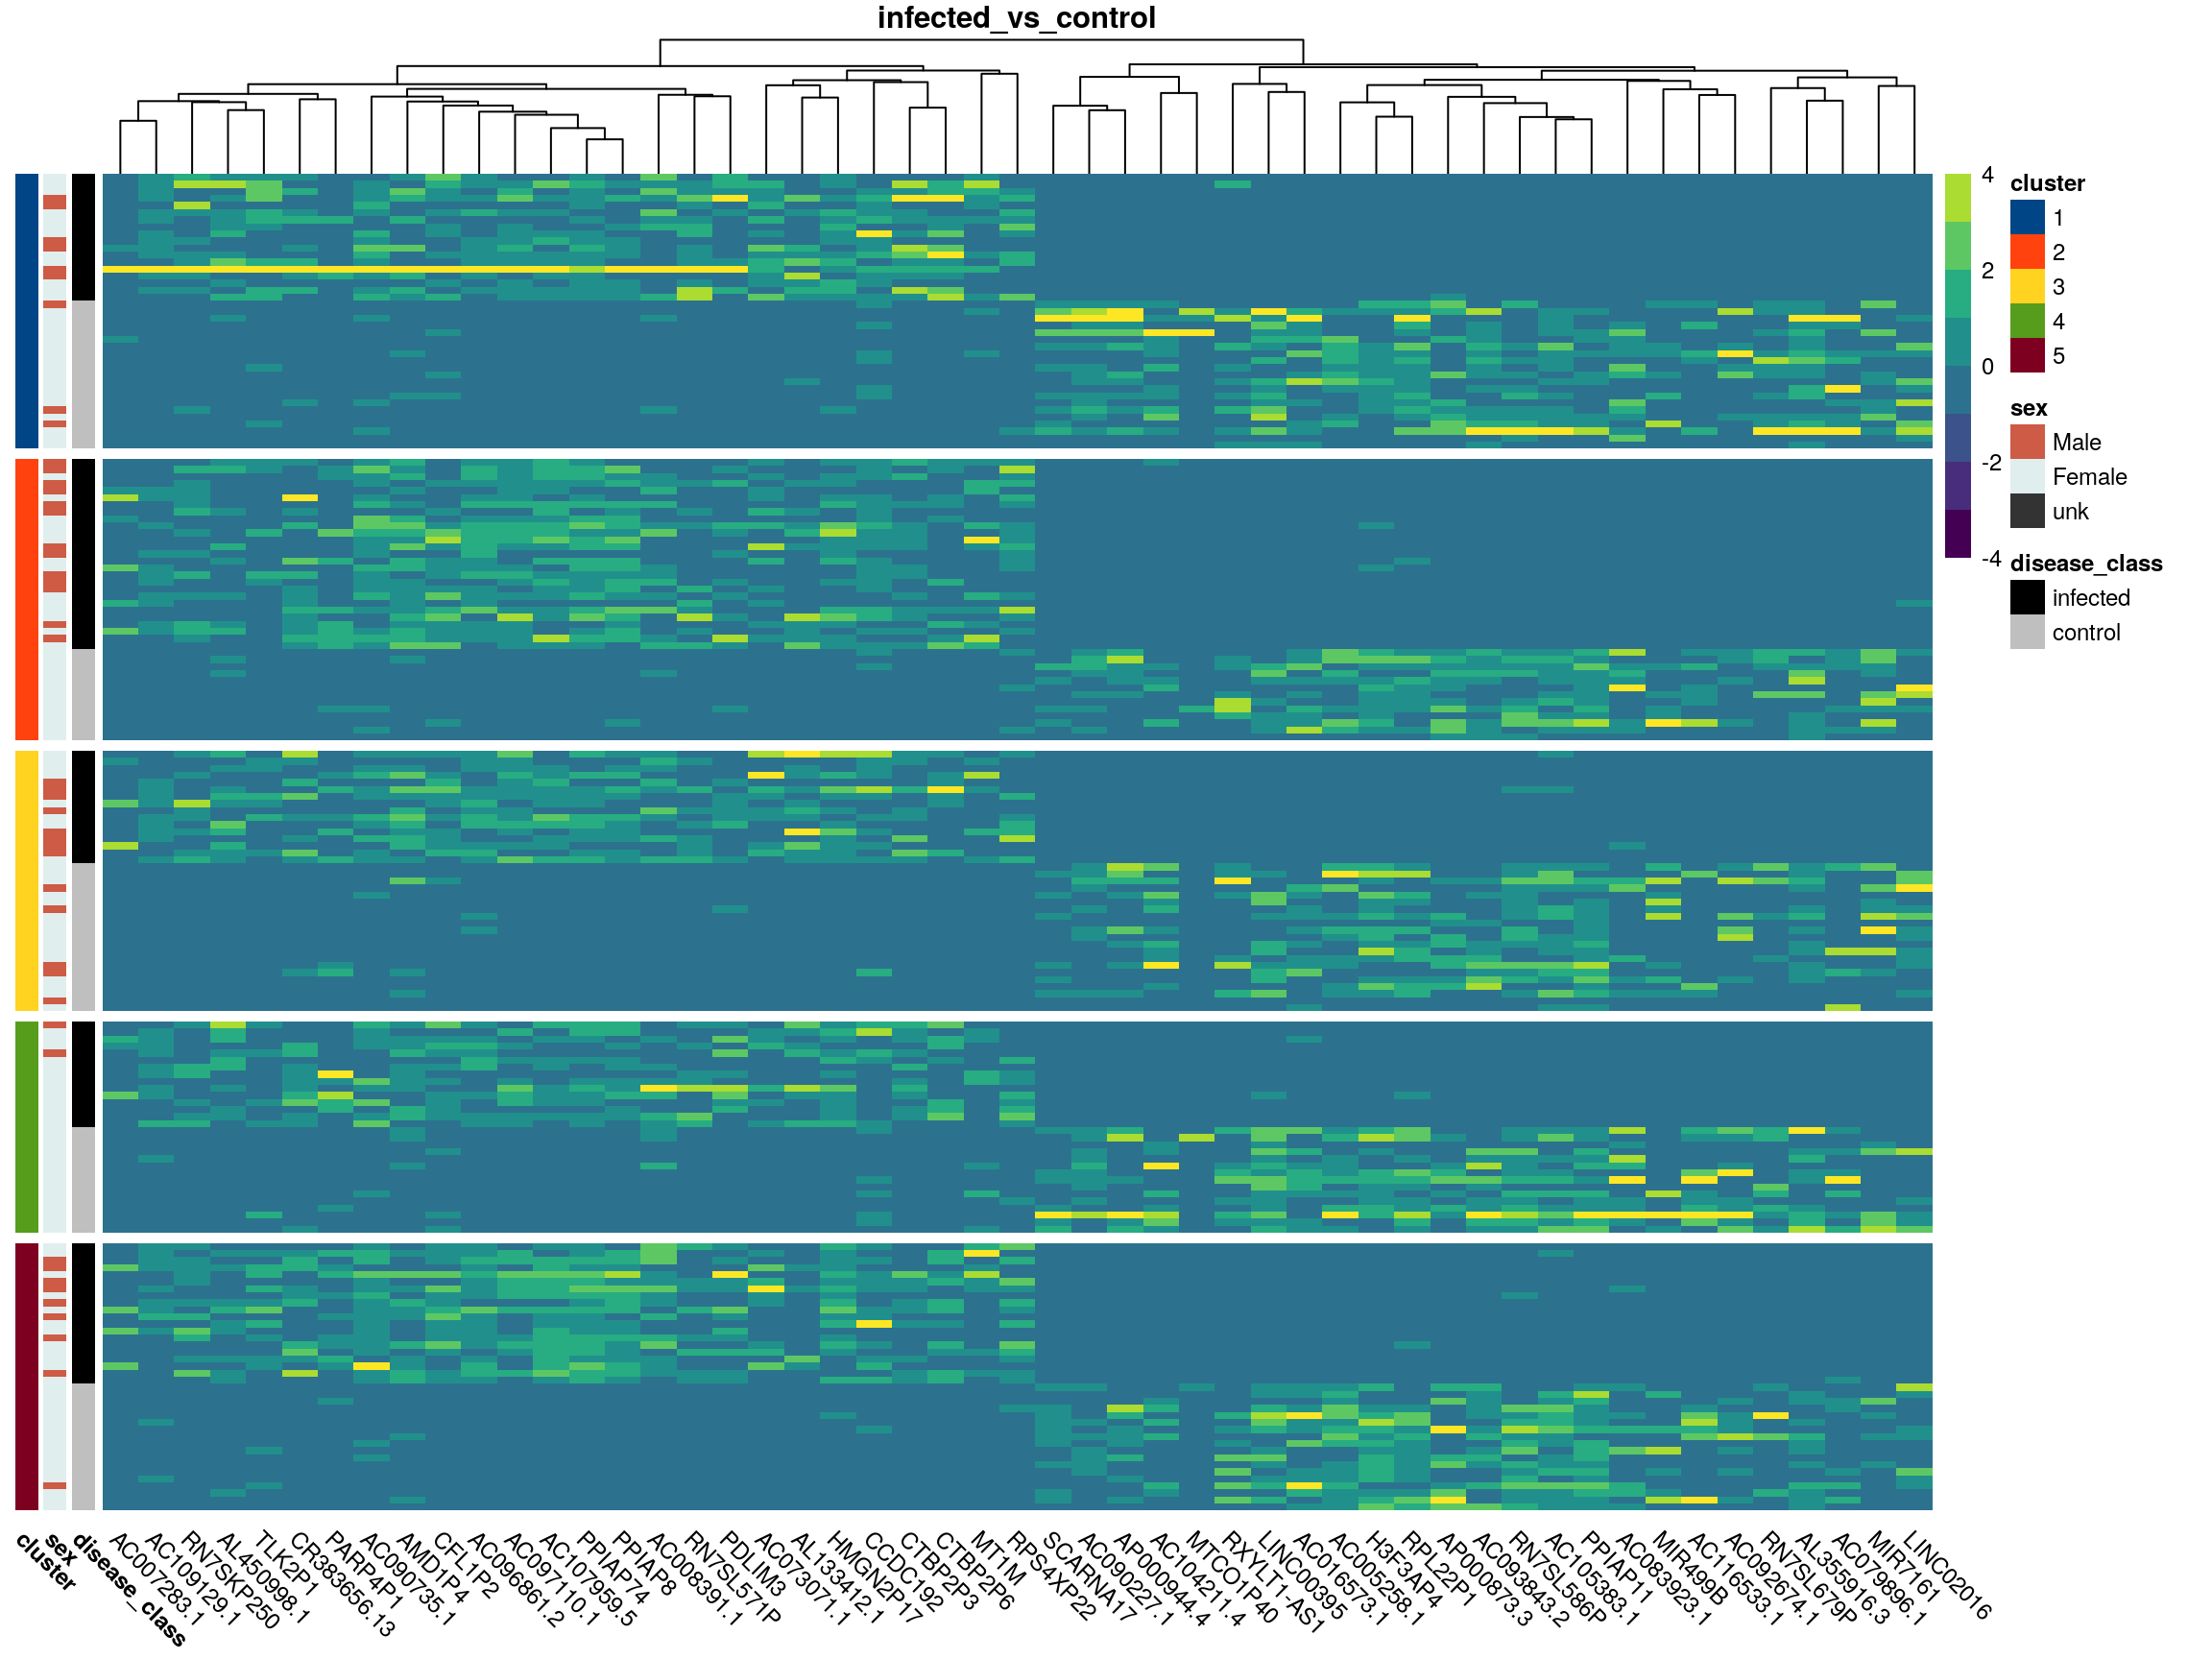 infected_vs_control
4
2
0
-2
-4
cluster
1
2
3
4
5
sex
Male
Female
unk
disease_class
infected
control
cluster
sex
disease_class
AC007283.1
AC109129.1
RN7SKP250
AL450998.1
TLK2P1
CR383656.13
PARP4P1
AC090735.1
AMD1P4
CFL1P2
AC096861.2
AC097110.1
AC107959.5
PPIAP74
PPIAP8
AC008391.1
RN7SL571P
PDLIM3
AC073071.1
AL133412.1
HMGN2P17
CCDC192
CTBP2P3
CTBP2P6
MT1M
RPS4XP22
SCARNA17
AC090227.1
AP000944.4
AC104211.4
MTCO1P40
RXYLT1-AS1
LINC00395
AC016573.1
AC005258.1
H3F3AP4
RPL22P1
AP000873.3
AC093843.2
RN7SL586P
AC105383.1
PPIAP11
AC083923.1
MIR499B
AC116533.1
AC092674.1
RN7SL679P
AL355916.3
AC079896.1
MIR7161
LINC02016